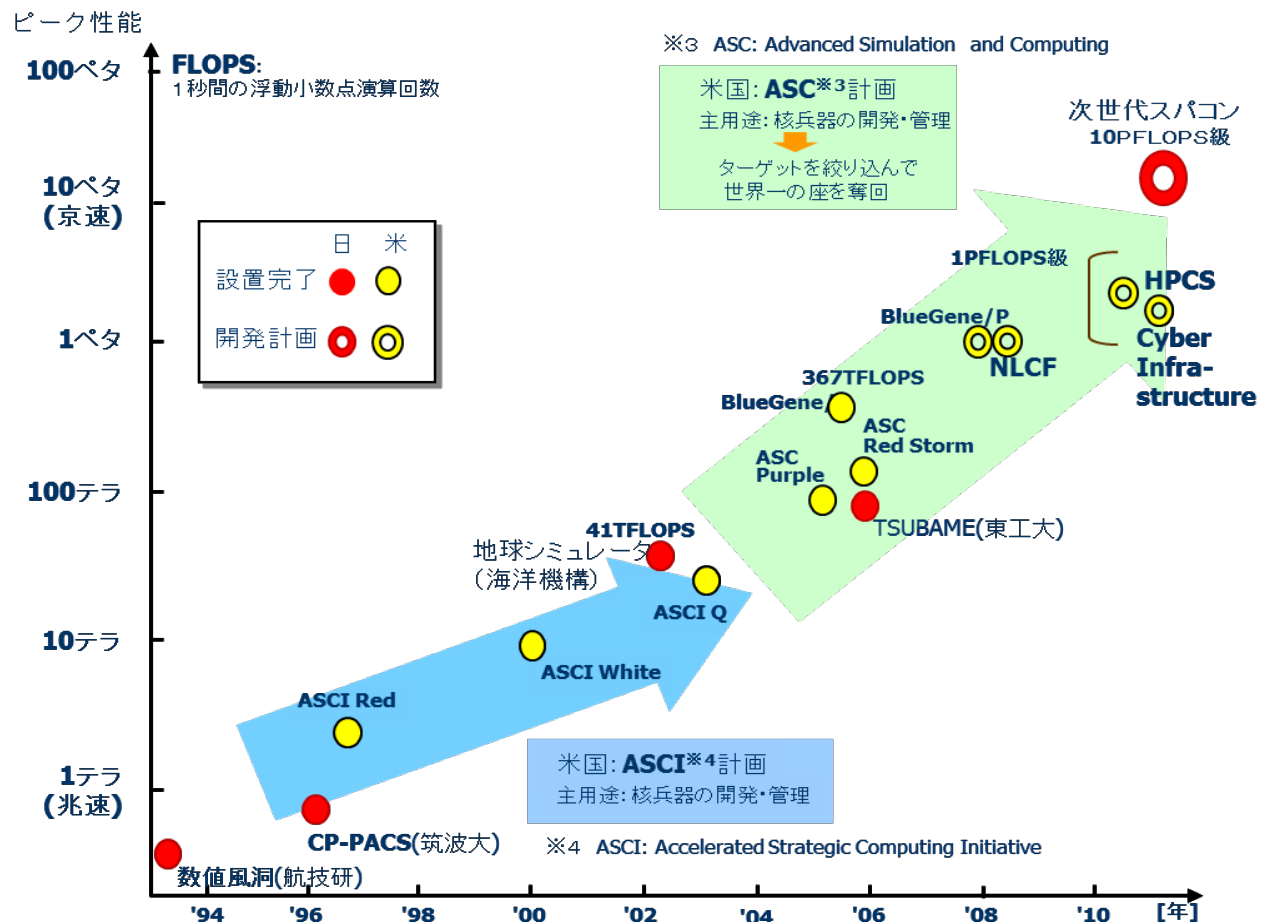 ピーク性能
※3 ASC: Advanced Simulation and Computing
100ペタ
FLOPS:
1秒間の浮動小数点演算回数
米国:ASC※3計画
主用途:核兵器の開発・管理
ターゲットを絞り込んで
世界一の座を奪回
次世代スパコン
10PFLOPS級
10ペタ
(京速)
日 米
設置完了
開発計画
1PFLOPS級
HPCS
BlueGene/P
1ペタ
NLCF
Cyber
Infra-
structure
367TFLOPS
BlueGene/
ASC
Red Storm
ASC
Purple
100テラ
TSUBAME(東工大)
41TFLOPS
地球シミュレータ
(海洋機構)
ASCI Q
10テラ
ASCI White
ASCI Red
米国:ASCI※4計画
主用途:核兵器の開発・管理
1テラ
(兆速)
CP-PACS(筑波大)
※4 ASCI: Accelerated Strategic Computing Initiative
数値風洞(航技研)
'94 '96 '98 '00 '02 '04 '06 '08 '10 [年]